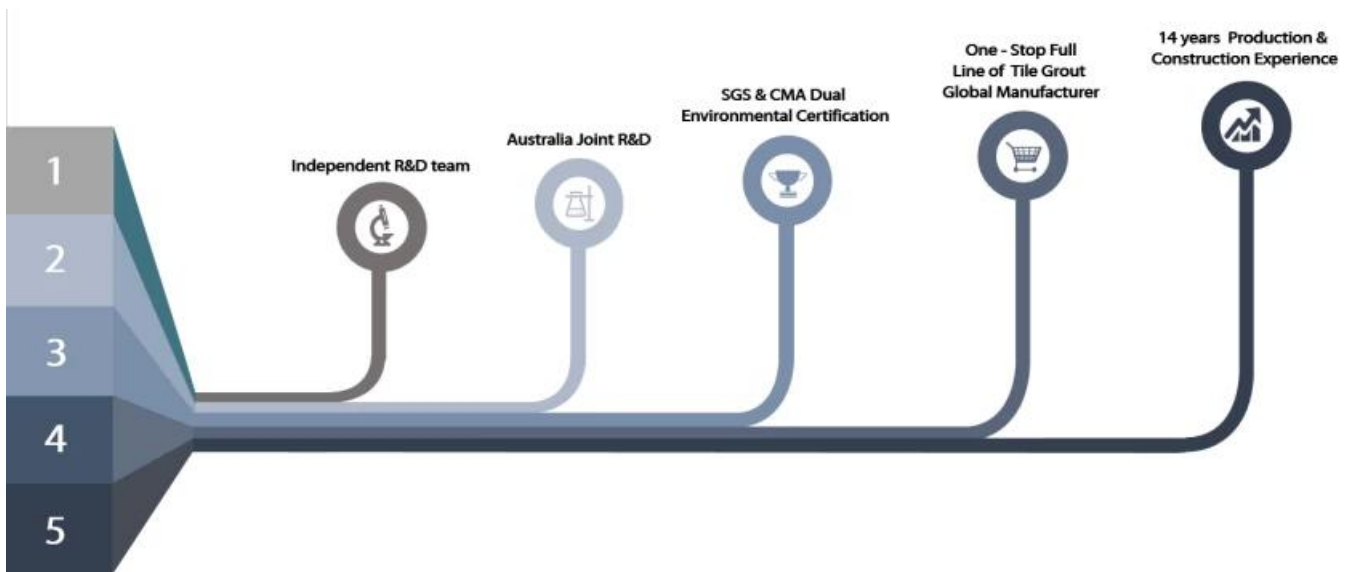 1
2
3
4
5
Independent R&D team
Australia Joint R&D
SGS & CMA Dual
Environmental Certification
One - Stop Full
Line of Tile Grout
Global Manufacturer
14 years Production &
Construction Experience